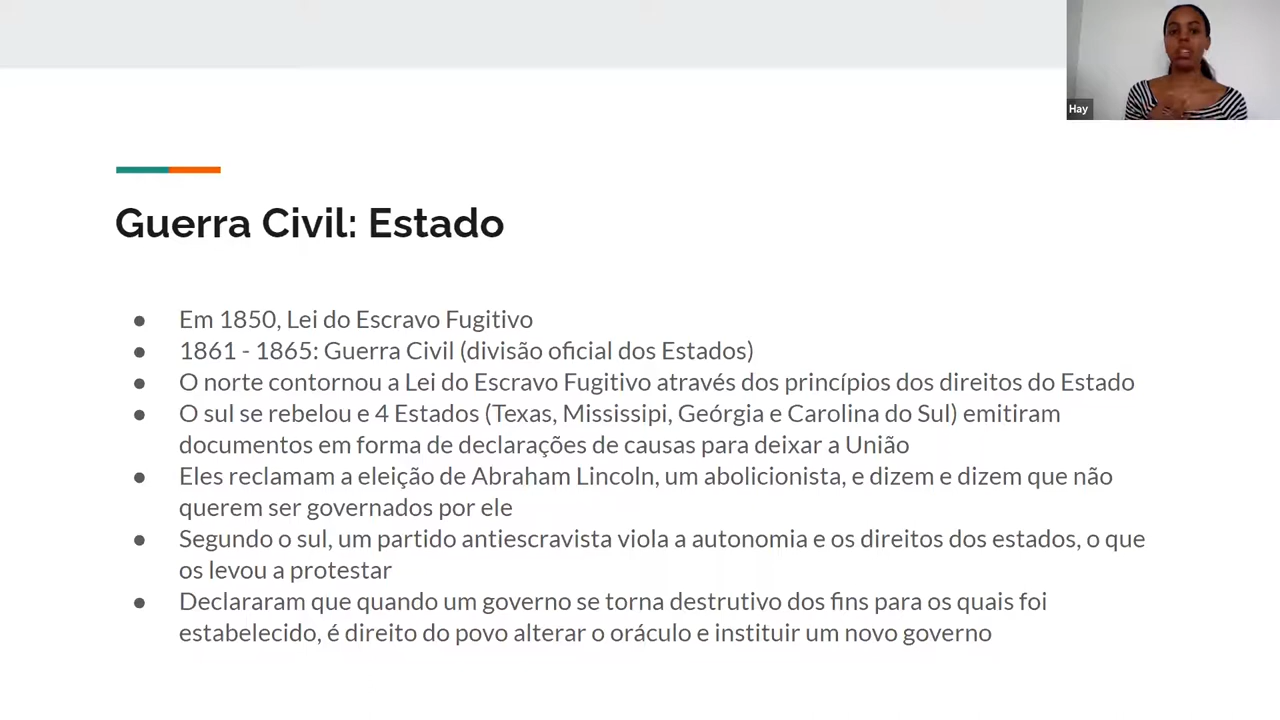 Hay
Guerra Civil: Estado
● Em 1850, Lei do Escravo Fugitivo
● 1861 - 1865: Guerra Civil (divisão oficial dos Estados)
● O norte contornou a Lei do Escravo Fugitivo através dos princípios dos direitos do Estado
● O sul se rebelou e 4 Estados (Texas, Mississipi, Geórgia e Carolina do Sul) emitiram
documentos em forma de declarações de causas para deixar a União
● Eles reclamam a eleição de Abraham Lincoln, um abolicionista, e dizem e dizem que não
querem ser governados por ele
● Segundo o sul, um partido antiescravista viola a autonomia e os direitos dos estados, o que
os levou a protestar
● Declararam que quando um governo se torna destrutivo dos fins para os quais foi
estabelecido, é direito do povo alterar o oráculo e instituir um novo governo